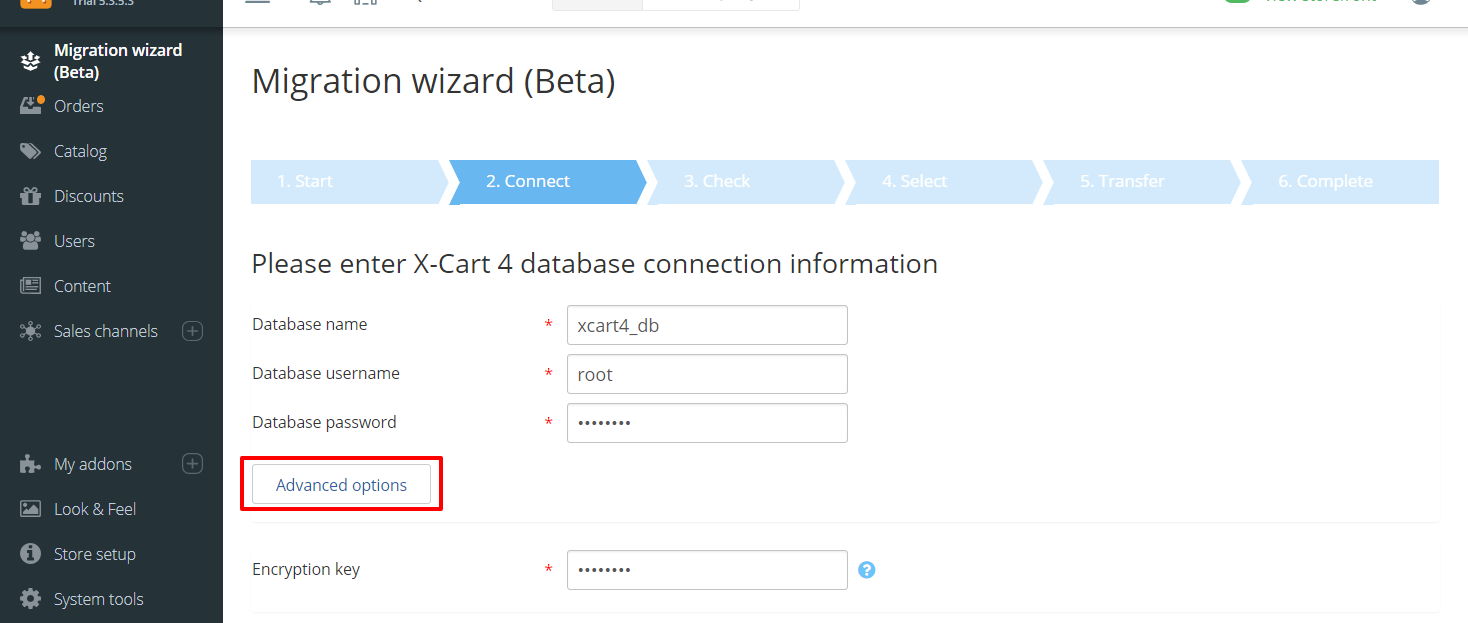 Trial 5.3.5.3
Migration wizard
(Beta)
Orders
Catalog
Discounts
Users
Content
Sales channels
My addons
Look & Feel
Store setup
System tools
View storefront
Migration wizard (Beta)
1. Start
2. Connect
3. Check
4. Select
5. Transfer
6. Complete
Please enter X-Cart 4 database connection information
Database name * xcart4_db
Database username * root
Database password * ••••••••
Advanced options
Encryption key * •••••••• ?